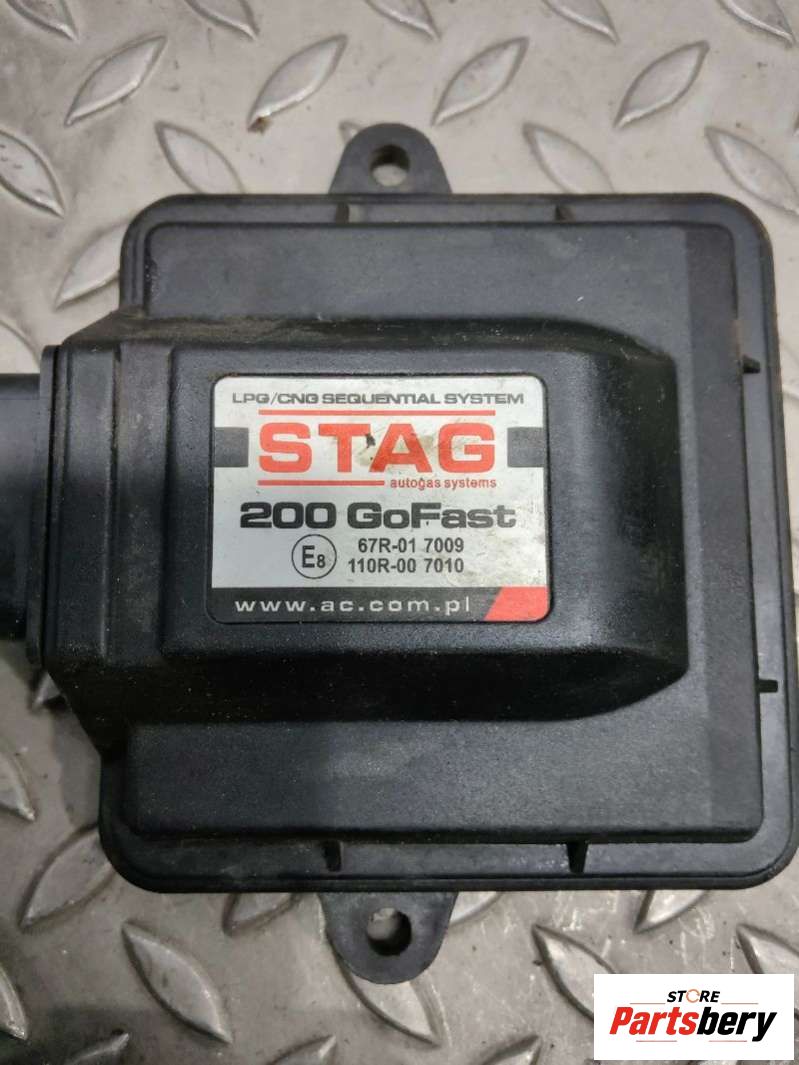 LPG/CNG SEQUENTIAL SYSTEM
STAG
autogas systems
200 GoFast
E8
67R-01 7009
110R-00 7010
www.ac.com.pl
STORE
Partsbery